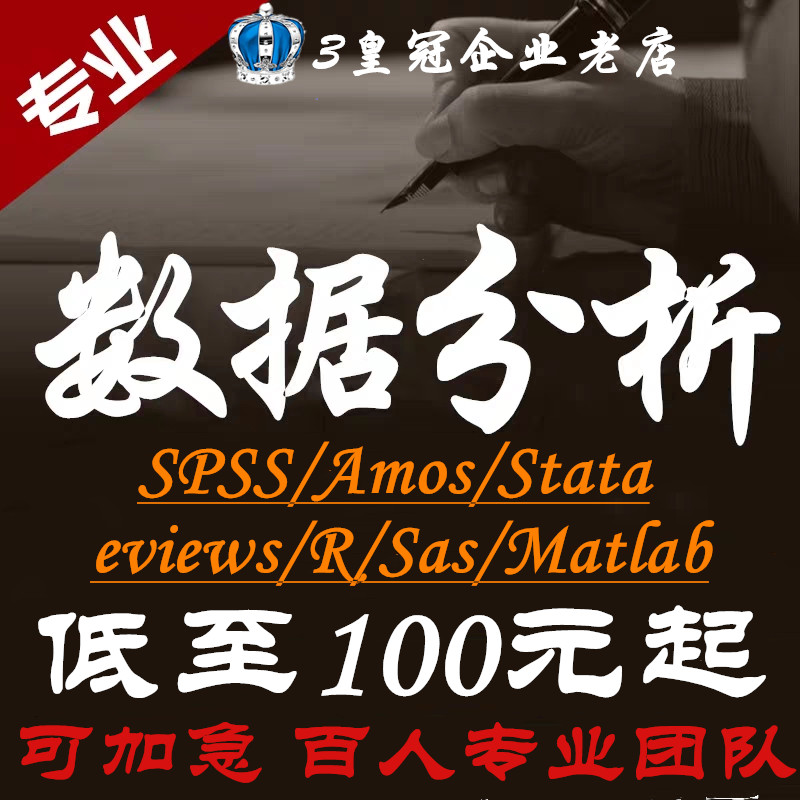 专业
3皇冠企业老店
数据分析
SPSS/Amos/Stata
eviews/R/Sas/Matlab
低至100元起
可加急 百人专业团队